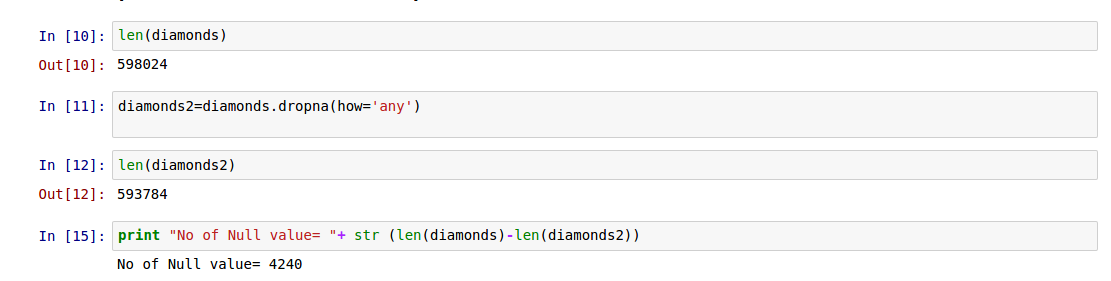 In [10]: len(diamonds)
Out[10]: 598024
In [11]: diamonds2=diamonds.dropna(how='any')
In [12]: len(diamonds2)
Out[12]: 593784
In [15]: print "No of Null value= "+ str (len(diamonds)-len(diamonds2))
No of Null value= 4240